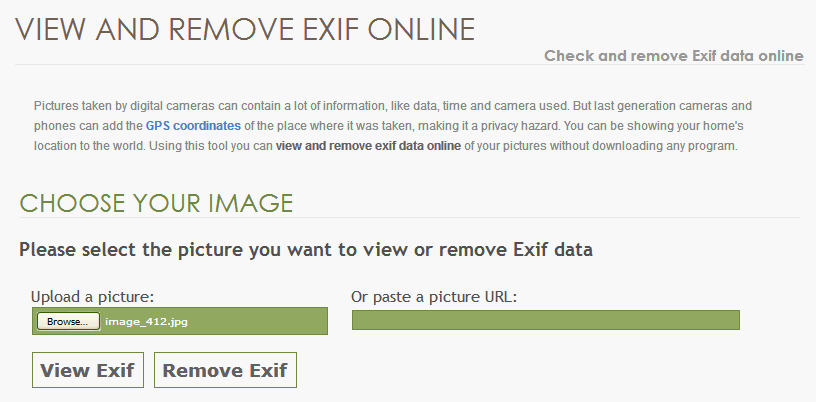 VIEW AND REMOVE EXIF ONLINE
Check and remove Exif data online
Pictures taken by digital cameras can contain a lot of information, like data, time and camera used. But last generation cameras and
phones can add the GPS coordinates of the place where it was taken, making it a privacy hazard. You can be showing your home's
location to the world. Using this tool you can view and remove exif data online of your pictures without downloading any program.
CHOOSE YOUR IMAGE
Please select the picture you want to view or remove Exif data
Upload a picture:
Or paste a picture URL:
Browse... image_412.jpg
View Exif
Remove Exif